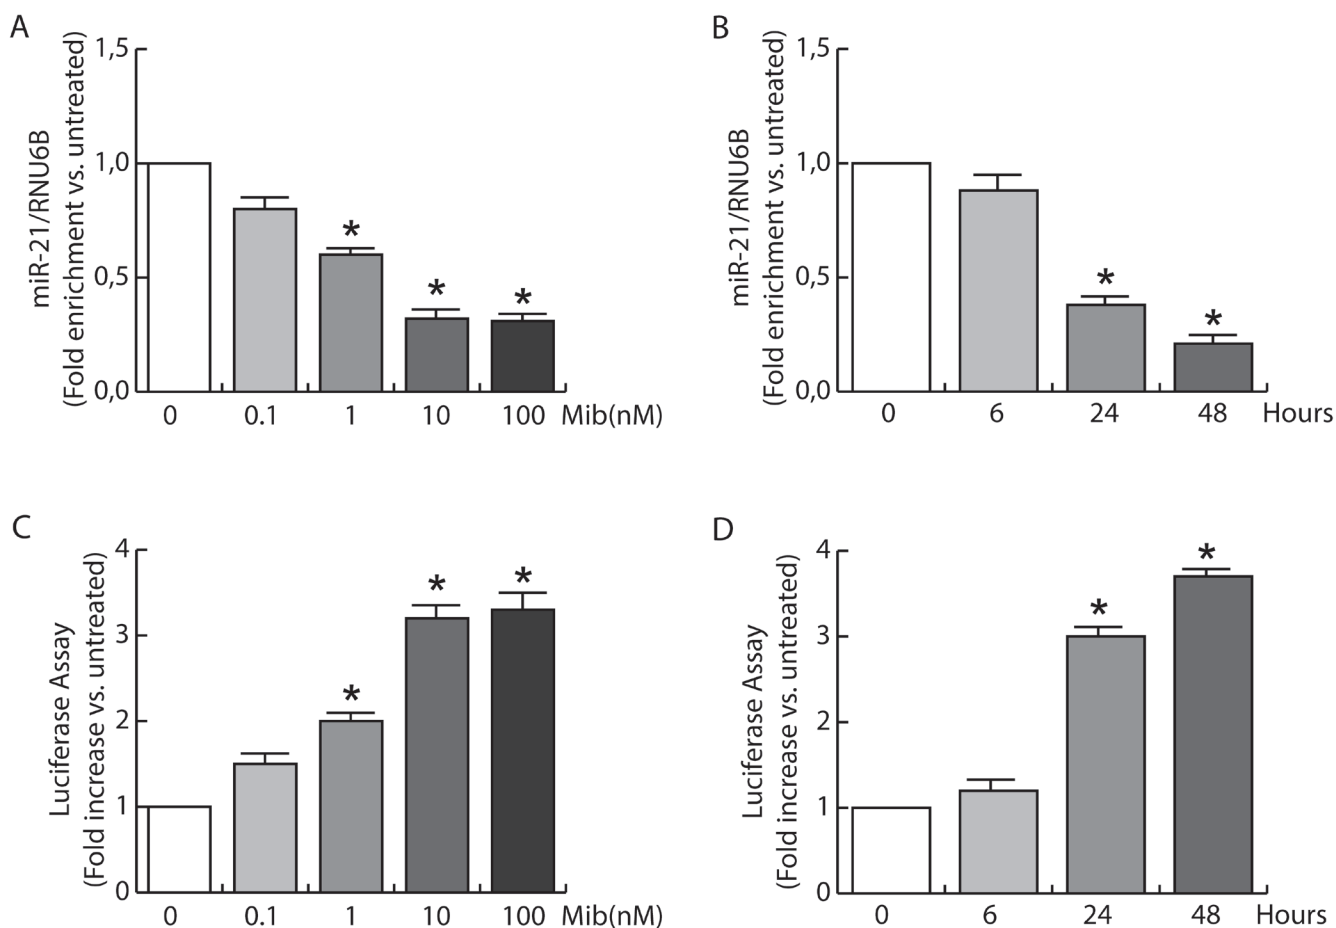 A
miR-21/RNU6B
(Fold enrichment vs. untreated)
1,5
1,0
0,5
0,0
0 0.1 1 10 100 Mib(nM)
* * *
B
miR-21/RNU6B
(Fold enrichment vs. untreated)
1,5
1,0
0,5
0,0
0 6 24 48 Hours
* *
C
Luciferase Assay
(Fold increase vs. untreated)
4
3
2
1
0
0 0.1 1 10 100 Mib(nM)
* * *
D
Luciferase Assay
(Fold increase vs. untreated)
4
3
2
1
0
0 6 24 48 Hours
* *